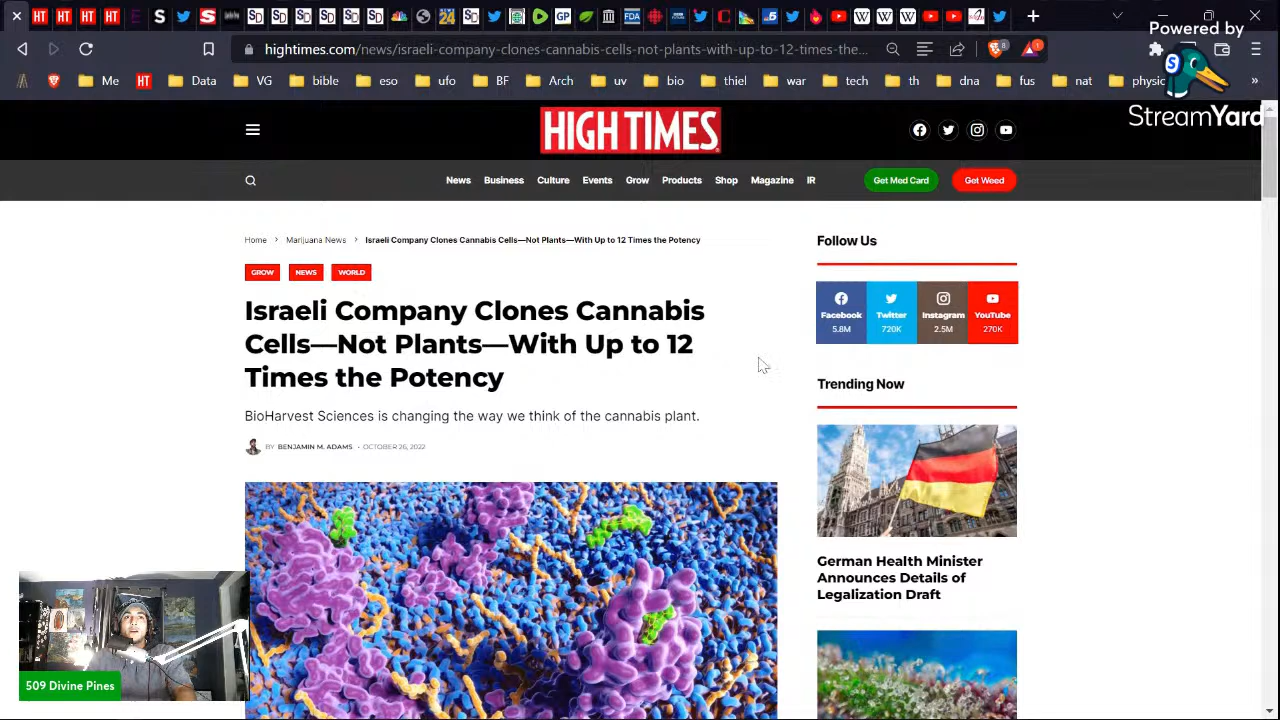 Powered by
StreamYard
hightimes.com/news/israeli-company-clones-cannabis-cells-not-plants-with-up-to-12-times-the...
8
1
Me
HT
Data
VG
bible
eso
ufo
BF
Arch
uv
bio
thie!
war
tech
th
dna
fus
nat
physic
»
HIGH TIMES
News
Business
Culture
Events
Grow
Products
Shop
Magazine
IR
Get Med Card
Get Weed
Home > Marijuana News > Israeli Company Clones Cannabis Cells—Not Plants—With Up to 12 Times the Potency
GROW
NEWS
WORLD
Israeli Company Clones Cannabis
Cells—Not Plants—With Up to 12
Times the Potency
BioHarvest Sciences is changing the way we think of the cannabis plant.
BY BENJAMIN M. ADAMS · OCTOBER 26, 2022
Follow Us
Facebook
5.8M
Twitter
720K
Instagram
2.5M
YouTube
270K
Trending Now
German Health Minister
Announces Details of
Legalization Draft
509 Divine Pines